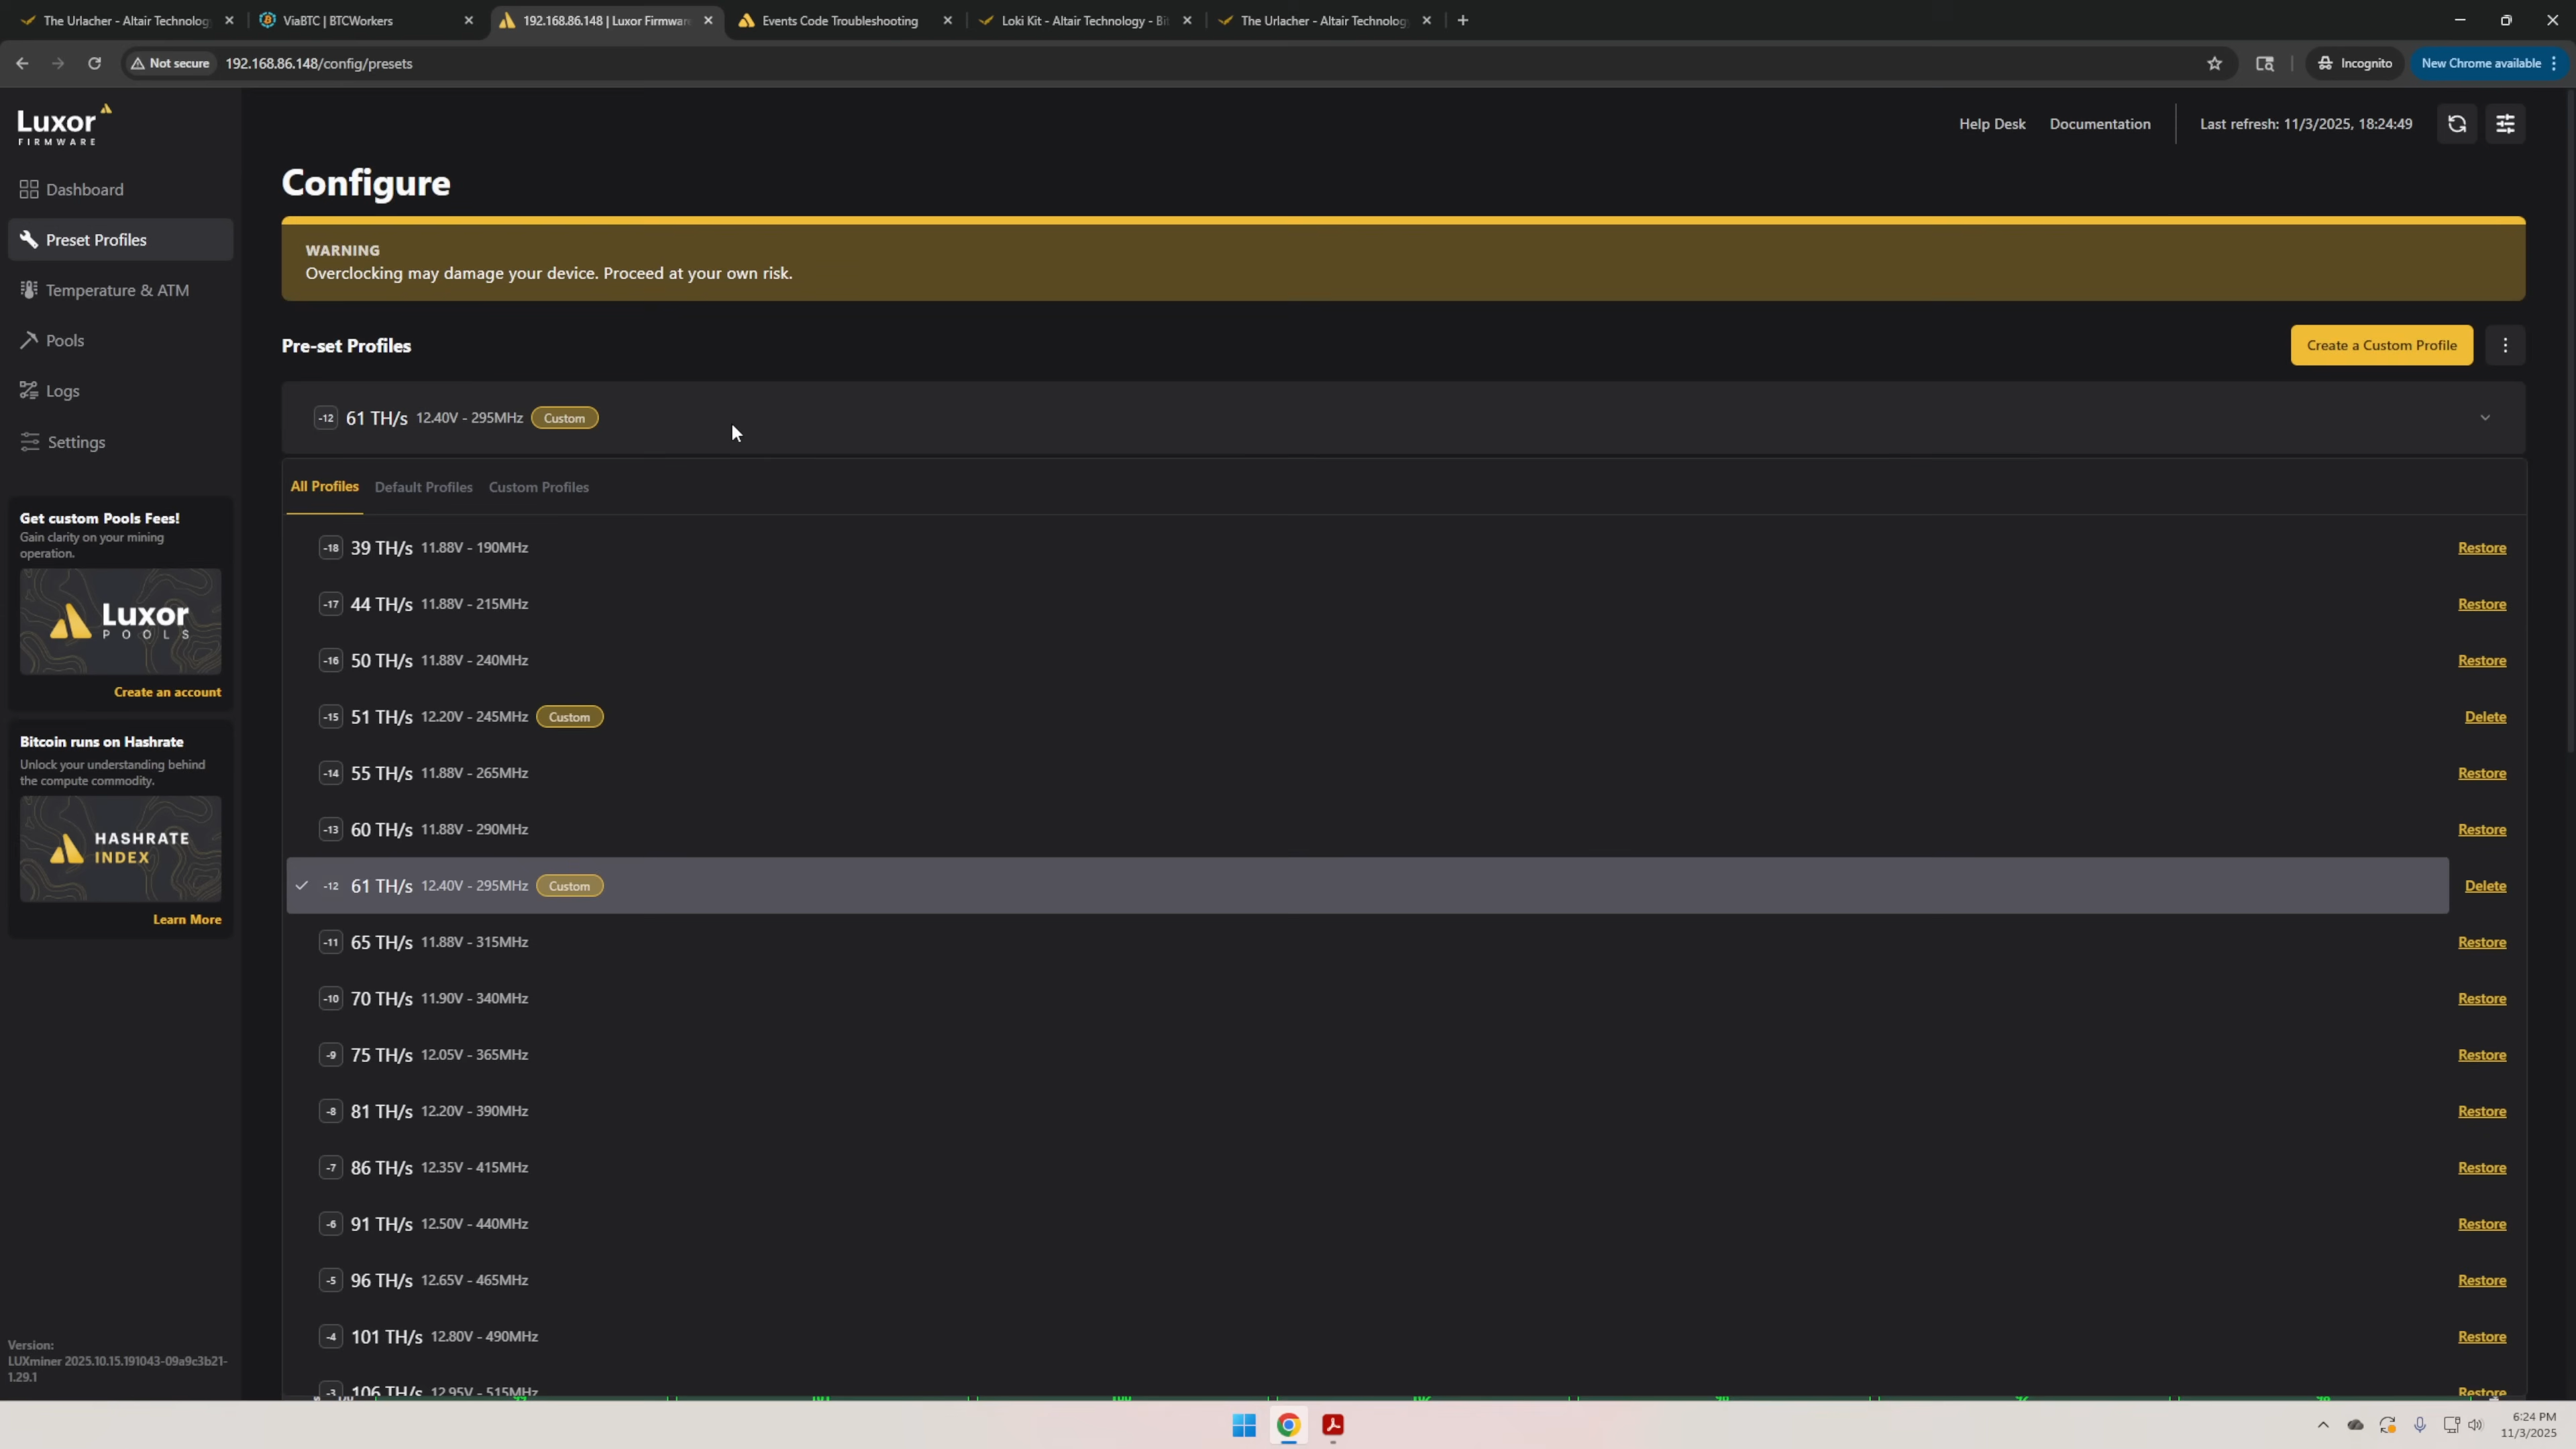 The Urlacher - Altair Technolog
ViaBTC | BTCWorkers
192.168.86.148 | Luxor Firmwar
Events Code Troubleshooting
Loki Kit - Altair Technology - Bi
The Urlacher - Altair Technolog
Not secure
192.168.86.148/config/presets
Incognito
New Chrome available
Luxor
FIRMWARE
Help Desk
Documentation
Last refresh: 11/3/2025, 18:24:49
Dashboard
Preset Profiles
Temperature & ATM
Pools
Logs
Settings
Get custom Pools Fees!
Gain clarity on your mining
operation.
Luxor
POOLS
Create an account
Bitcoin runs on Hashrate
Unlock your understanding behind
the compute commodity.
HASHRATE
INDEX
Learn More
Version:
LUXminer 2025.10.15.191043-09a9c3b21-
1.29.1
Configure
WARNING
Overclocking may damage your device. Proceed at your own risk.
Pre-set Profiles
Create a Custom Profile
-12 61 TH/s 12.40V - 295MHz Custom
All Profiles Default Profiles Custom Profiles
-18 39 TH/s 11.88V - 190MHz Restore
-17 44 TH/s 11.88V - 215MHz Restore
-16 50 TH/s 11.88V - 240MHz Restore
-15 51 TH/s 12.20V - 245MHz Custom Delete
-14 55 TH/s 11.88V - 265MHz Restore
-13 60 TH/s 11.88V - 290MHz Restore
-12 61 TH/s 12.40V - 295MHz Custom Delete
-11 65 TH/s 11.88V - 315MHz Restore
-10 70 TH/s 11.90V - 340MHz Restore
-9 75 TH/s 12.05V - 365MHz Restore
-8 81 TH/s 12.20V - 390MHz Restore
-7 86 TH/s 12.35V - 415MHz Restore
-6 91 TH/s 12.50V - 440MHz Restore
-5 96 TH/s 12.65V - 465MHz Restore
-4 101 TH/s 12.80V - 490MHz Restore
-3 106 TH/s 12.95V - 515MHz Restore
6:24 PM
11/3/2025